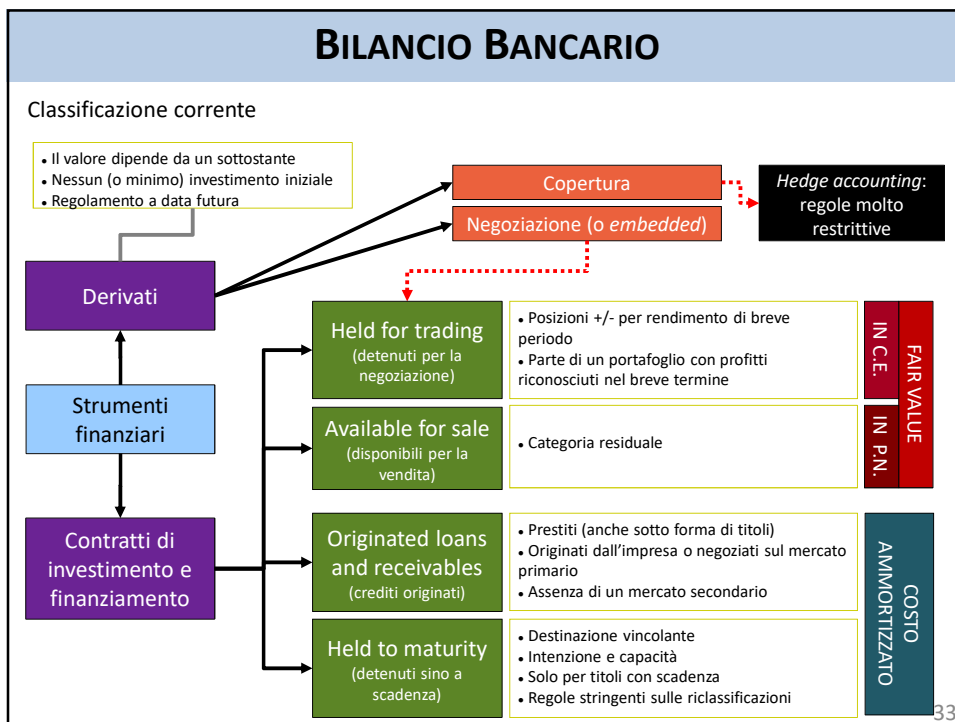 BILANCIO BANCARIO
Classificazione corrente
• Il valore dipende da un sottostante
• Nessun (o minimo) investimento iniziale
• Regolamento a data futura
Copertura
Negoziazione (o embedded)
Hedge accounting:
regole molto
restrittive
Derivati
Strumenti
finanziari
Contratti di
investimento e
finanziamento
Held for trading
(detenuti per la
negoziazione)
• Posizioni +/- per rendimento di breve
periodo
• Parte di un portafoglio con profitti
riconosciuti nel breve termine
IN C.E.
FAIR VALUE
Available for sale
(disponibili per la
vendita)
• Categoria residuale
IN P.N.
Originated loans
and receivables
(crediti originati)
• Prestiti (anche sotto forma di titoli)
• Originati dall'impresa o negoziati sul mercato
primario
• Assenza di un mercato secondario
COSTO
AMMORTIZZATO
Held to maturity
(detenuti sino a
scadenza)
• Destinazione vincolante
• Intenzione e capacità
• Solo per titoli con scadenza
• Regole stringenti sulle riclassificazioni
33